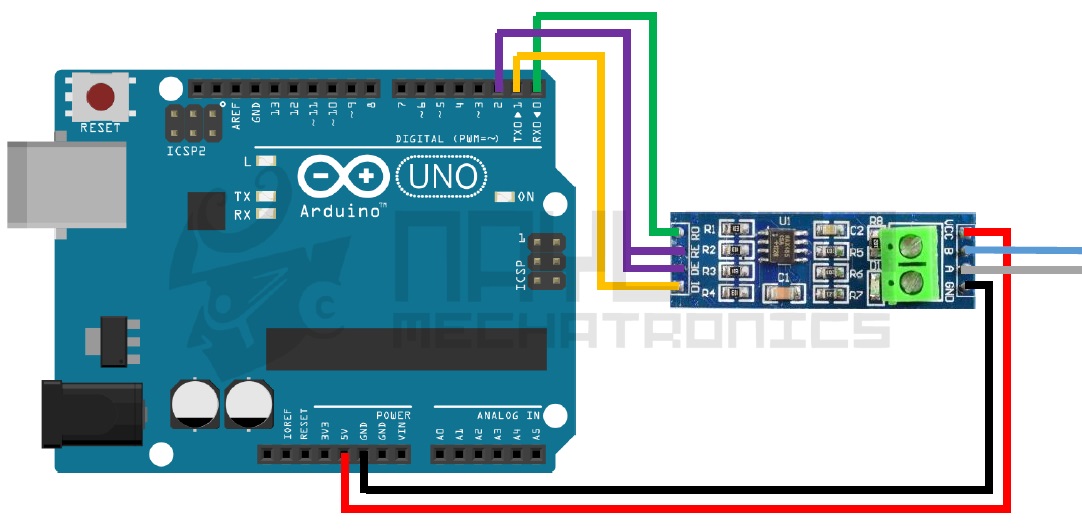 RESET
ICSP2
AREF
GND
13
12
~11
~10
~9
8
7
~6
~5
4
~3
2
TX0▶1
RX0◀0
DIGITAL (PWM=~)
L
TX
RX
Arduino™
UNO
ON
1
ICSP
IOREF
RESET
3V3
5V
GND
GND
VIN
POWER
ANALOG IN
A0
A1
A2
A3
A4
A5
RO
RE
DE
DI
R1
R2
R3
R4
U1
C1
C2
R5
R6
R7
R8
D1
VCC
B
A
GND
MECHATRONICS